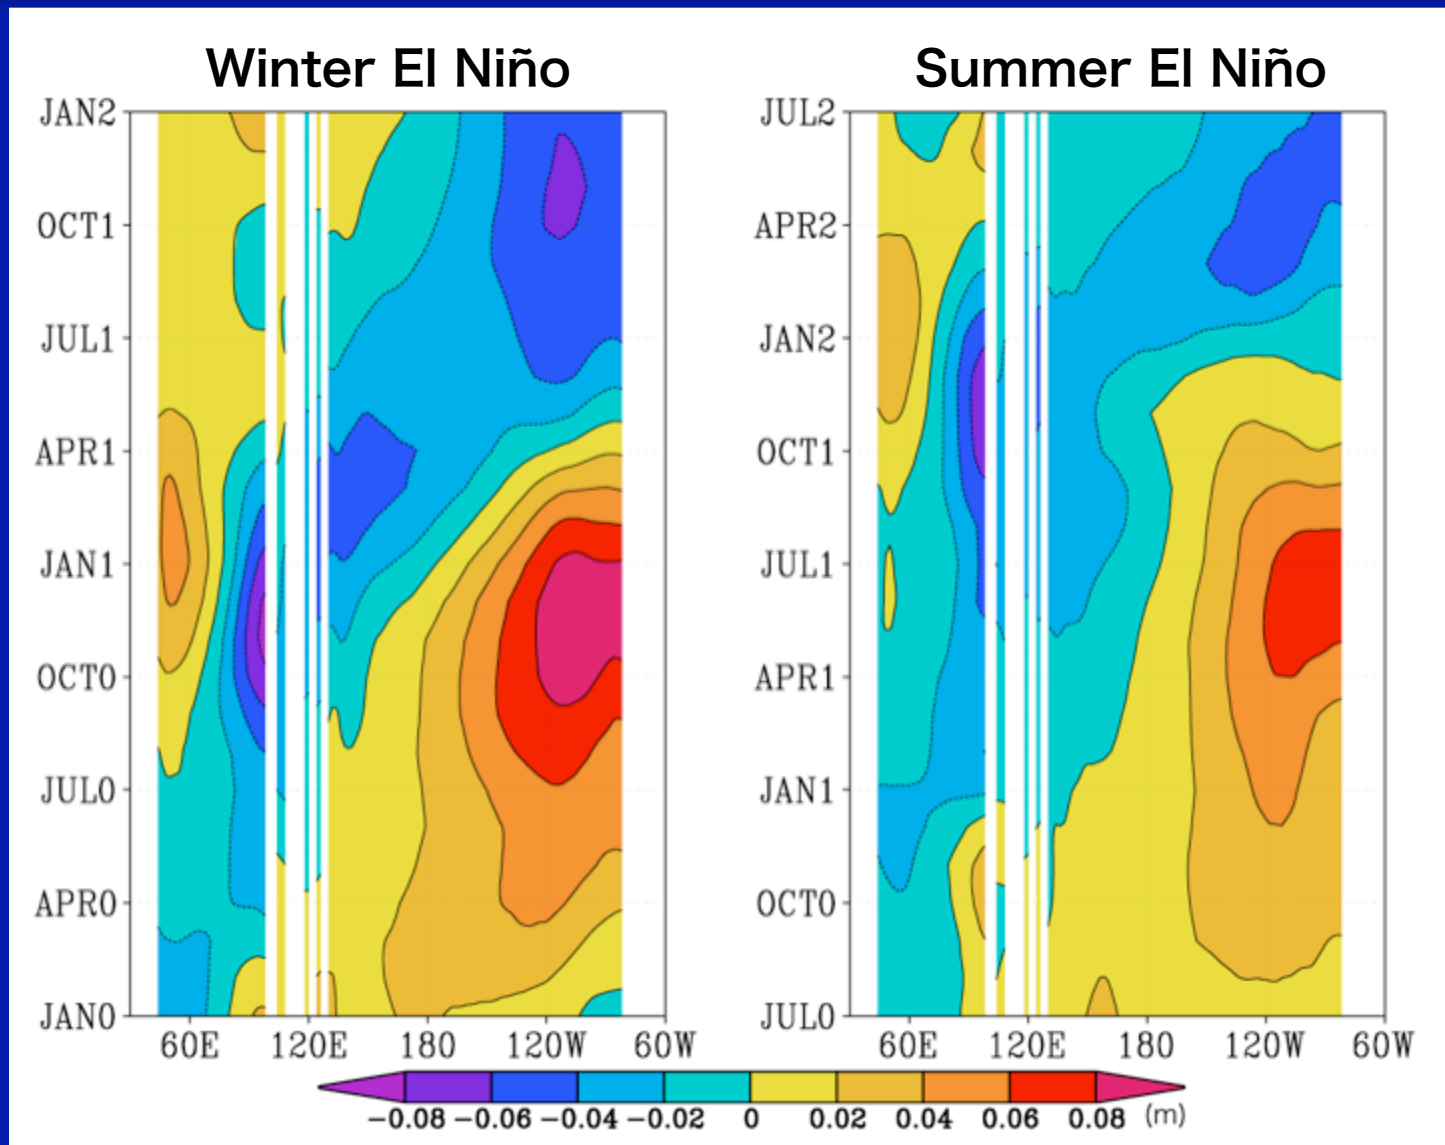 Winter El Niño
Summer El Niño
JAN2
OCT1
JUL1
APR1
JAN1
OCT0
JUL0
APR0
JAN0
60E 120E 180 120W 60W
JUL2
APR2
JAN2
OCT1
JUL1
APR1
JAN1
OCT0
JUL0
60E 120E 180 120W 60W
−0.08 −0.06 −0.04 −0.02 0 0.02 0.04 0.06 0.08 (m)